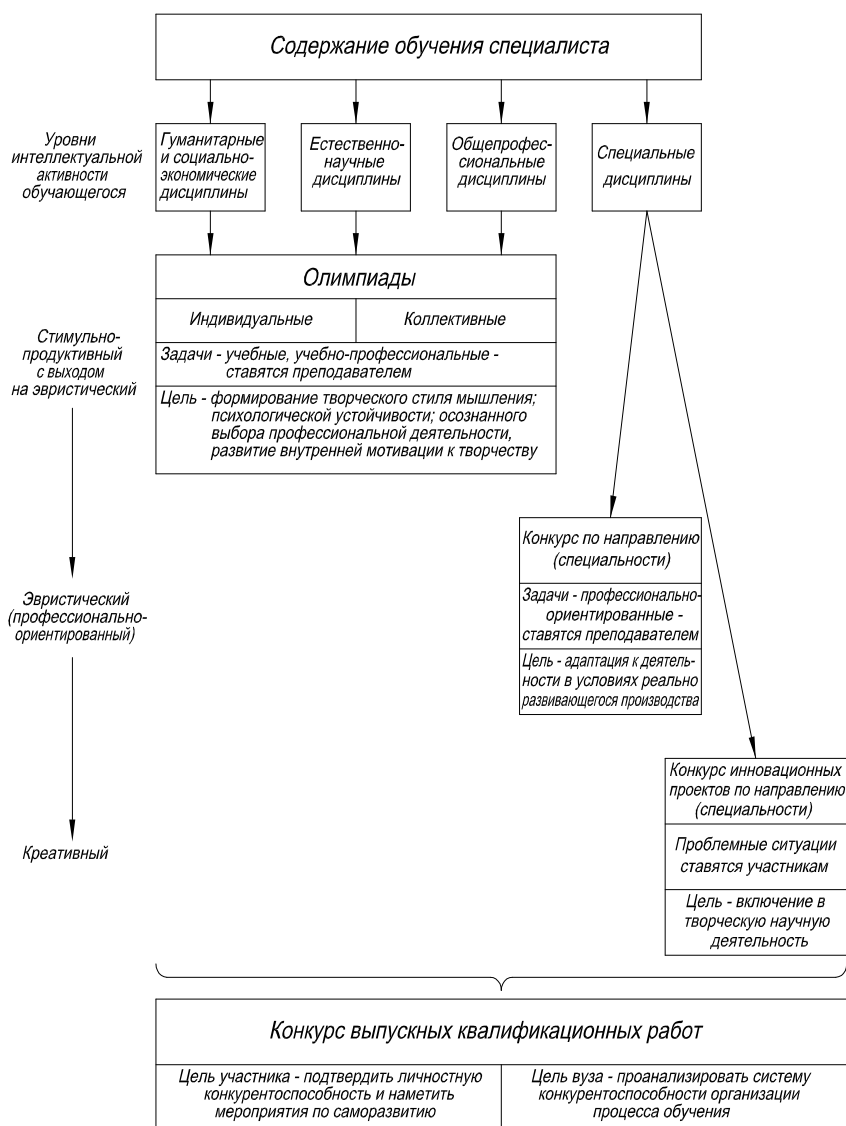 Содержание обучения специалиста
Уровни
интеллектуальной
активности
обучающегося
Гуманитарные
и социально-
экономические
дисциплины
Естественно-
научные
дисциплины
Общепрофес-
сиональные
дисциплины
Специальные
дисциплины
Олимпиады
Индивидуальные
Коллективные
Стимульно-
продуктивный
с выходом
на эвристический
Задачи - учебные, учебно-профессиональные -
ставятся преподавателем
Цель - формирование творческого стиля мышления;
психологической устойчивости; осознанного
выбора профессиональной деятельности,
развитие внутренней мотивации к творчеству
Конкурс по направлению
(специальности)
Эвристический
(профессионально-
ориентированный)
Задачи - профессионально-
ориентированные -
ставятся преподавателем
Цель - адаптация к деятель-
ности в условиях реально
развивающегося производства
Конкурс инновационных
проектов по направлению
(специальности)
Креативный
Проблемные ситуации
ставятся участникам
Цель - включение в
творческую научную
деятельность
Конкурс выпускных квалификационных работ
Цель участника - подтвердить личностную
конкурентоспособность и наметить
мероприятия по саморазвитию
Цель вуза - проанализировать систему
конкурентоспособности организации
процесса обучения